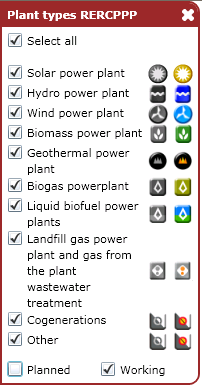 Plant types RERCPPP
Select all
Solar power plant
Hydro power plant
Wind power plant
Biomass power plant
Geothermal power
plant
Biogas powerplant
Liquid biofuel power
plants
Landfill gas power
plant and gas from
the plant
wastewater
treatment
Cogenerations
Other
Planned Working